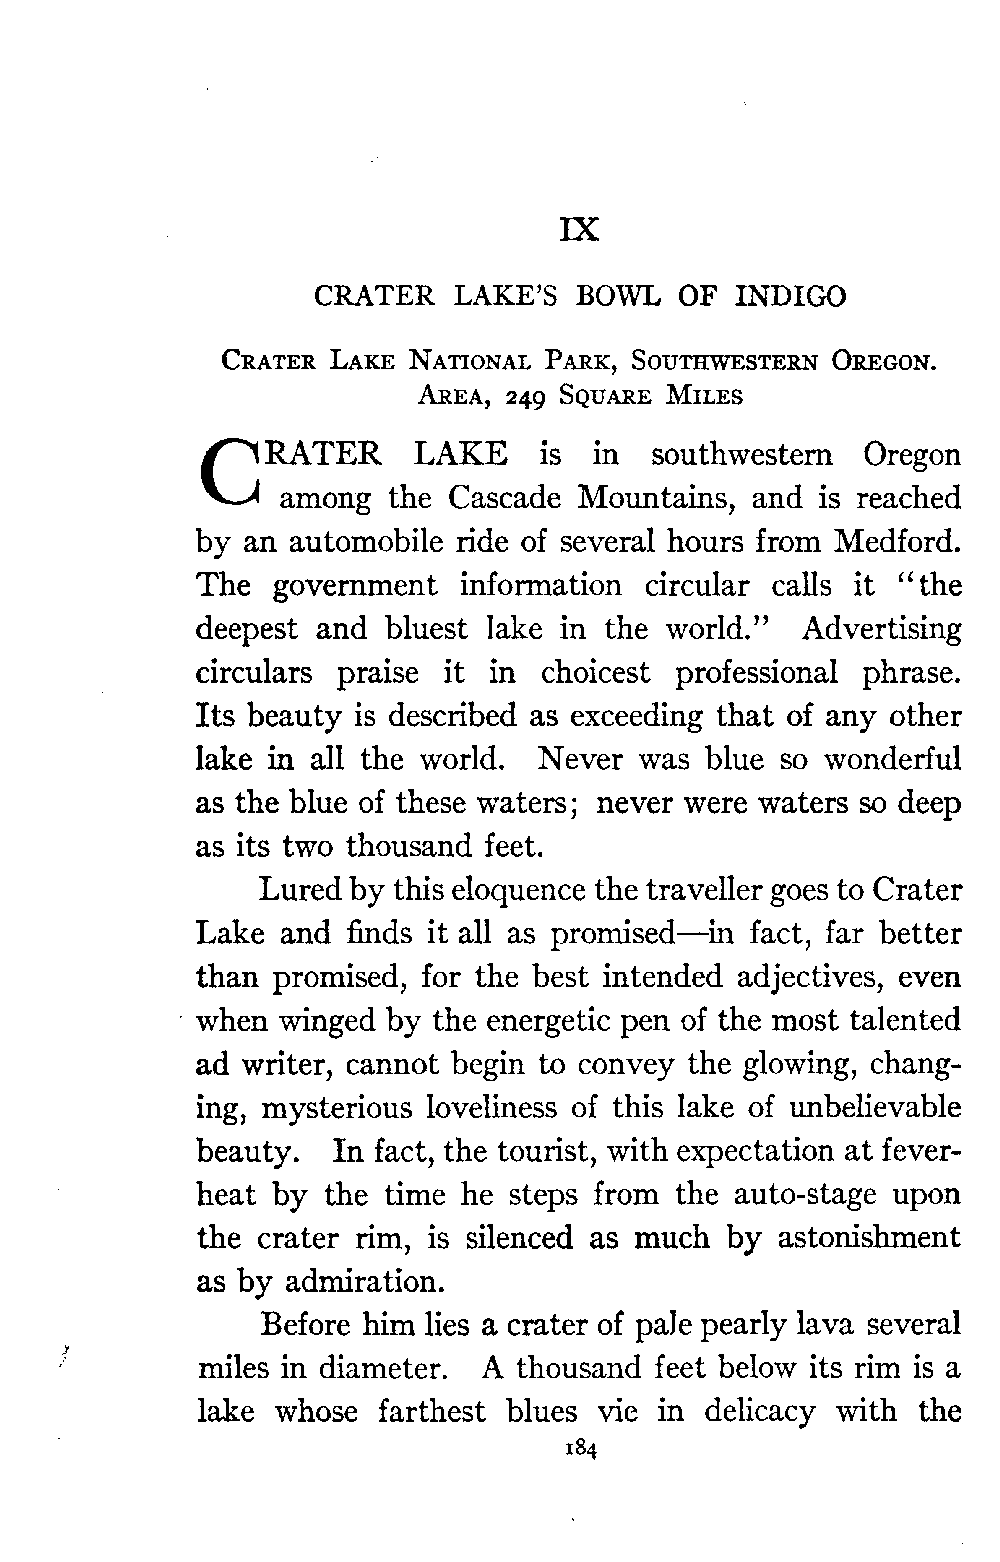 IX
CRATER LAKE'S BOWL OF INDIGO
CRATER LAKE NATIONAL PARK, SOUTHWESTERN OREGON.
AREA, 249 SQUARE MILES
CRATER LAKE is in southwestern Oregon
among the Cascade Mountains, and is reached
by an automobile ride of several hours from Medford.
The government information circular calls it "the
deepest and bluest lake in the world." Advertising
circulars praise it in choicest professional phrase.
Its beauty is described as exceeding that of any other
lake in all the world. Never was blue so wonderful
as the blue of these waters; never were waters so deep
as its two thousand feet.
Lured by this eloquence the traveller goes to Crater
Lake and finds it all as promised—in fact, far better
than promised, for the best intended adjectives, even
when winged by the energetic pen of the most talented
ad writer, cannot begin to convey the glowing, chang-
ing, mysterious loveliness of this lake of unbelievable
beauty. In fact, the tourist, with expectation at fever-
heat by the time he steps from the auto-stage upon
the crater rim, is silenced as much by astonishment
as by admiration.
Before him lies a crater of pale pearly lava several
miles in diameter. A thousand feet below its rim is a
lake whose farthest blues vie in delicacy with the
184